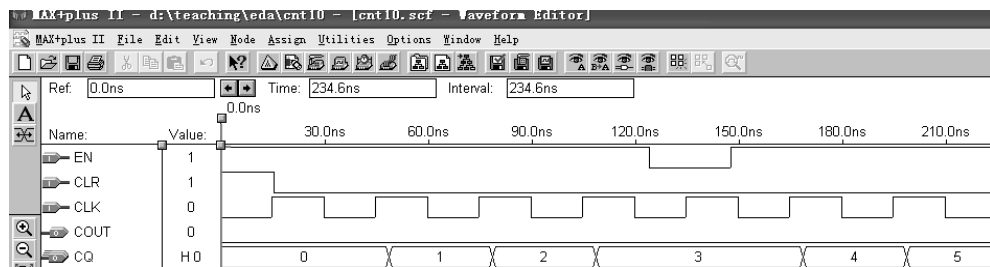 MAX+plus II - d:\teaching\eda\cnt10 - [cnt10.scf - Waveform Editor]
MAX+plus II File Edit View Node Assign Utilities Options Window Help
Ref: 0.0ns Time: 234.6ns Interval: 234.6ns
0.0ns
Name: Value: 30.0ns 60.0ns 90.0ns 120.0ns 150.0ns 180.0ns 210.0ns
EN 1
CLR 1
CLK 0
COUT 0
CQ H 0 0 1 2 3 4 5